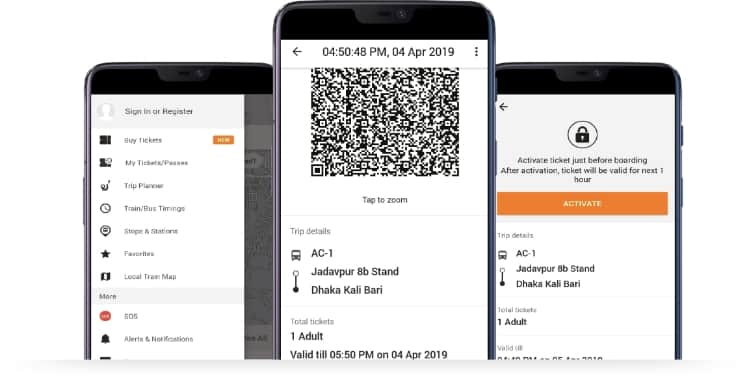 Sign In or Register
Buy Tickets
NEW
My Tickets/Passes
Trip Planner
Train/Bus Timings
Stops & Stations
Favorites
Local Train Map
More
SOS
Alerts & Notifications
04:50:48 PM, 04 Apr 2019
Tap to zoom
Trip details
AC-1
Jadavpur 8b Stand
Dhaka Kali Bari
Total tickets
1 Adult
Valid till 05:50 PM on 04 Apr 2019
Activate ticket just before boarding
After activation, ticket will be valid for next 1
hour
ACTIVATE
Trip details
AC-1
Jadavpur 8b Stand
Dhaka Kali Bari
Total tickets
1 Adult
Valid till